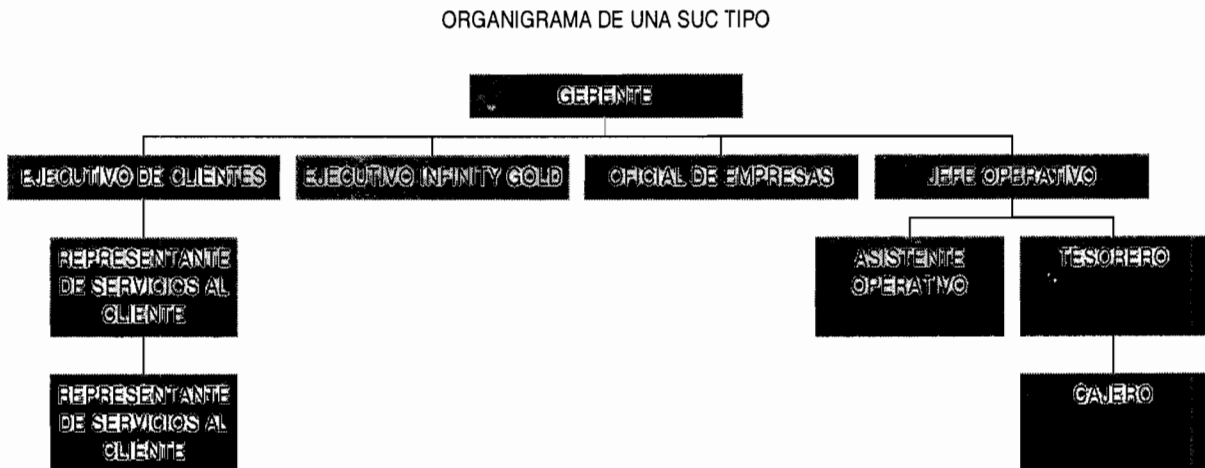 ORGANIGRAMA DE UNA SUC TIPO
GERENTE
EJECUTIVO DE CLIENTES
EJECUTIVO INFINITY GOLD
OFICIAL DE EMPRESAS
JEFE OPERATIVO
REPRESENTANTE
DE SERVICIOS AL
CLIENTE
ASISTENTE
OPERATIVO
TESORERO
REPRESENTANTE
DE SERVICIOS AL
CLIENTE
CAJERO